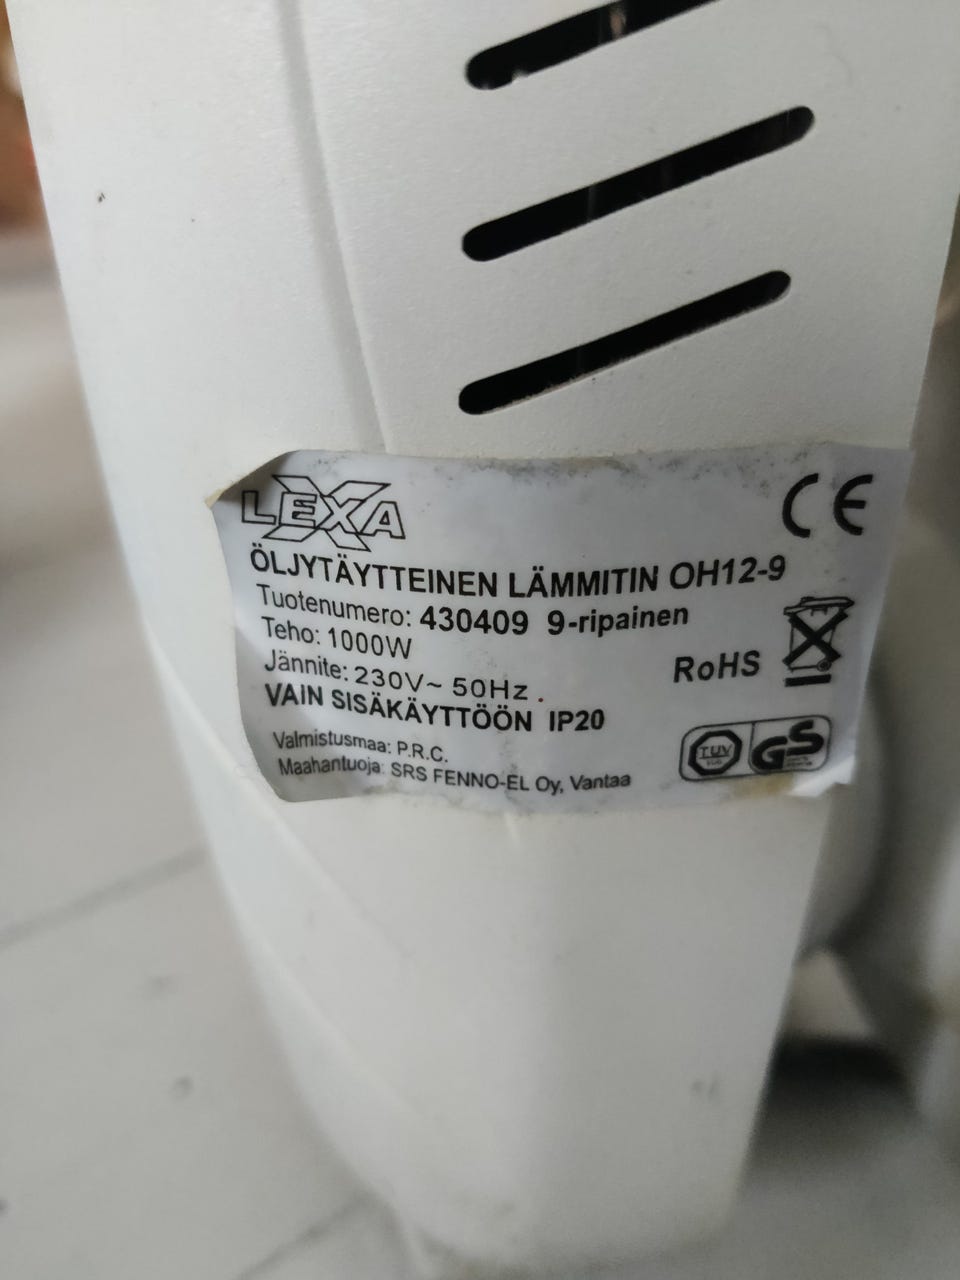 LEXA
CE
ÖLJYTÄYTTEINEN LÄMMITIN OH12-9
Tuotenumero: 430409 9-ripainen
Teho: 1000W
Jännite: 230V~ 50Hz .
RoHS
VAIN SISÄKÄYTTÖÖN IP20
Valmistusmaa: P.R.C.
Maahantuoja: SRS FENNO-EL Oy, Vantaa
TUV
GS